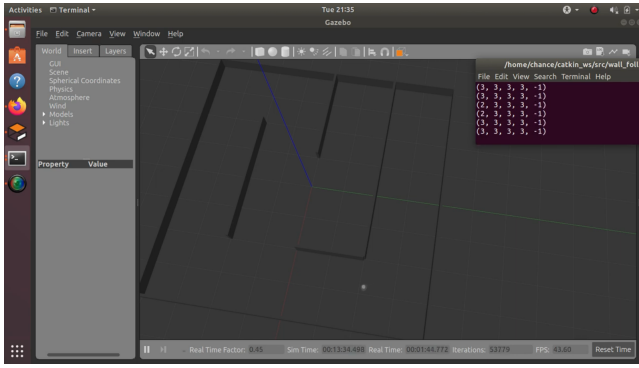 Activities Terminal Tue 21:35
Gazebo
File Edit Camera View Window Help
World Insert Layers
GUI
Scene
Spherical Coordinates
Physics
Atmosphere
Wind
Models
Lights
Property Value
/home/chance/catkin_ws/src/wall_foll
File Edit View Search Terminal Help
(3, 3, 3, 3, -1)
(3, 3, 3, 3, -1)
(2, 3, 3, 3, -1)
(2, 3, 3, 3, -1)
(3, 3, 3, 3, -1)
(3, 3, 3, 3, -1)
Real Time Factor: 0.45 Sim Time: 00:13:34.498 Real Time: 00:01:44.772 Iterations: 53779 FPS: 43.60 Reset Time